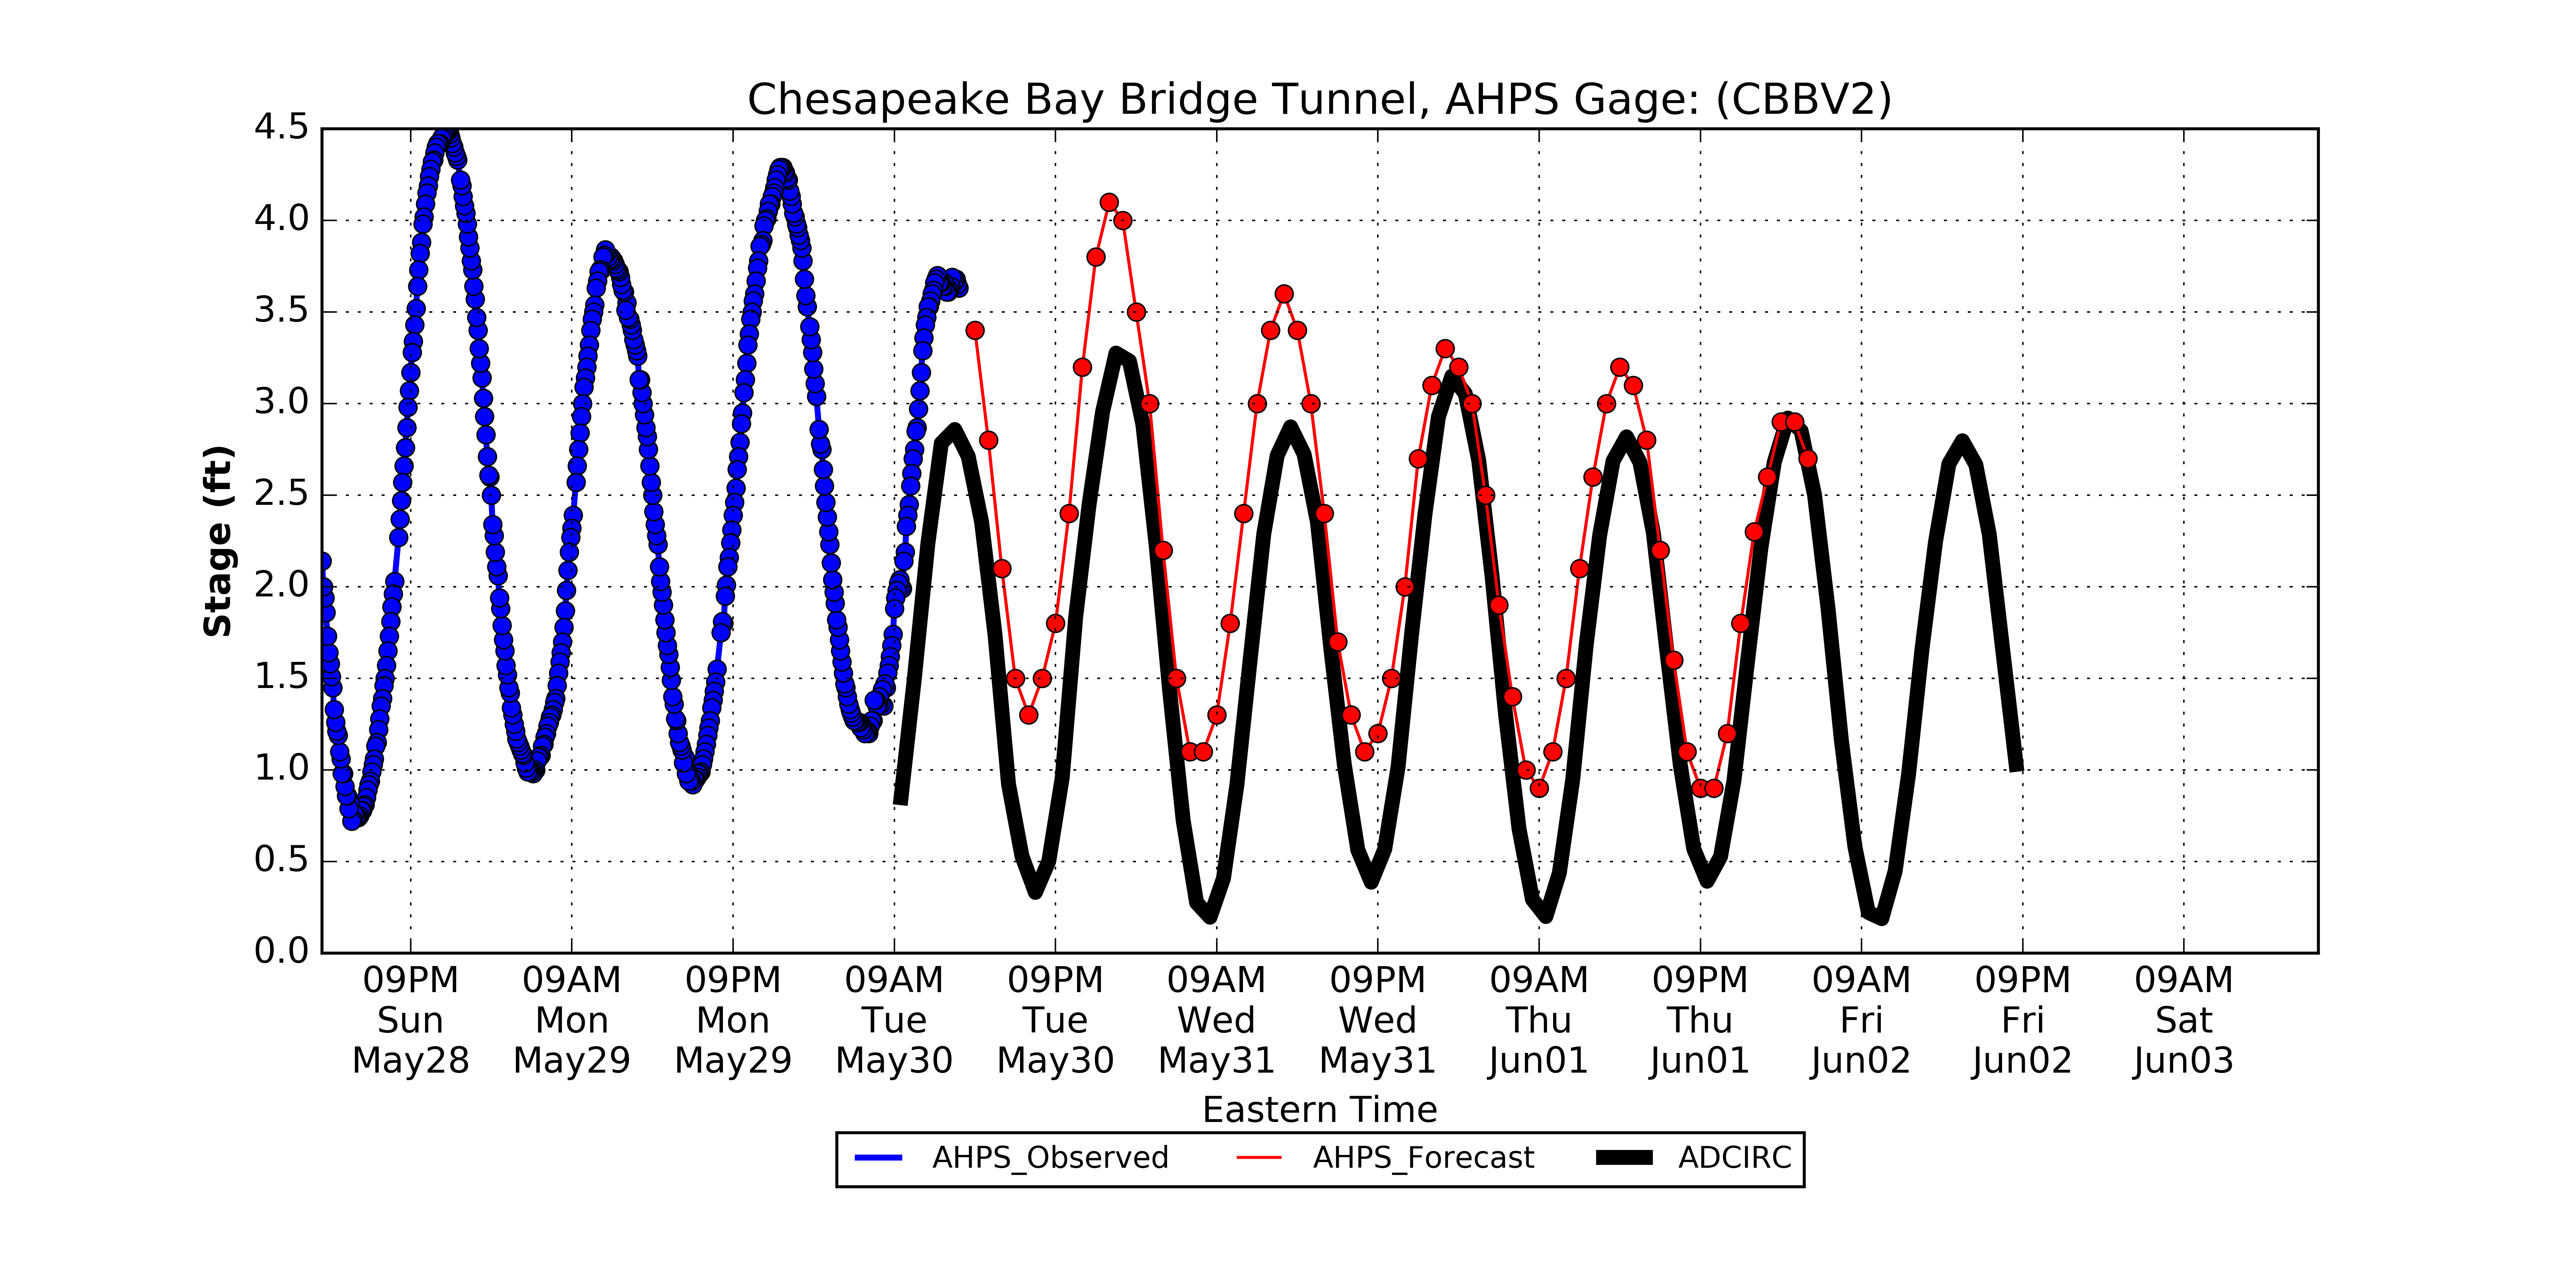 Chesapeake Bay Bridge Tunnel, AHPS Gage: (CBBV2)
4.5
4.0
3.5
3.0
2.5
2.0
1.5
1.0
0.5
0.0
Stage (ft)
09PM 09AM 09PM 09AM 09PM 09AM 09PM 09AM 09PM 09AM 09PM 09AM
Sun Mon Mon Tue Tue Wed Wed Thu Thu Fri Fri Sat
May28 May29 May29 May30 May30 May31 May31 Jun01 Jun01 Jun02 Jun02 Jun03
Eastern Time
AHPS_Observed AHPS_Forecast ADCIRC